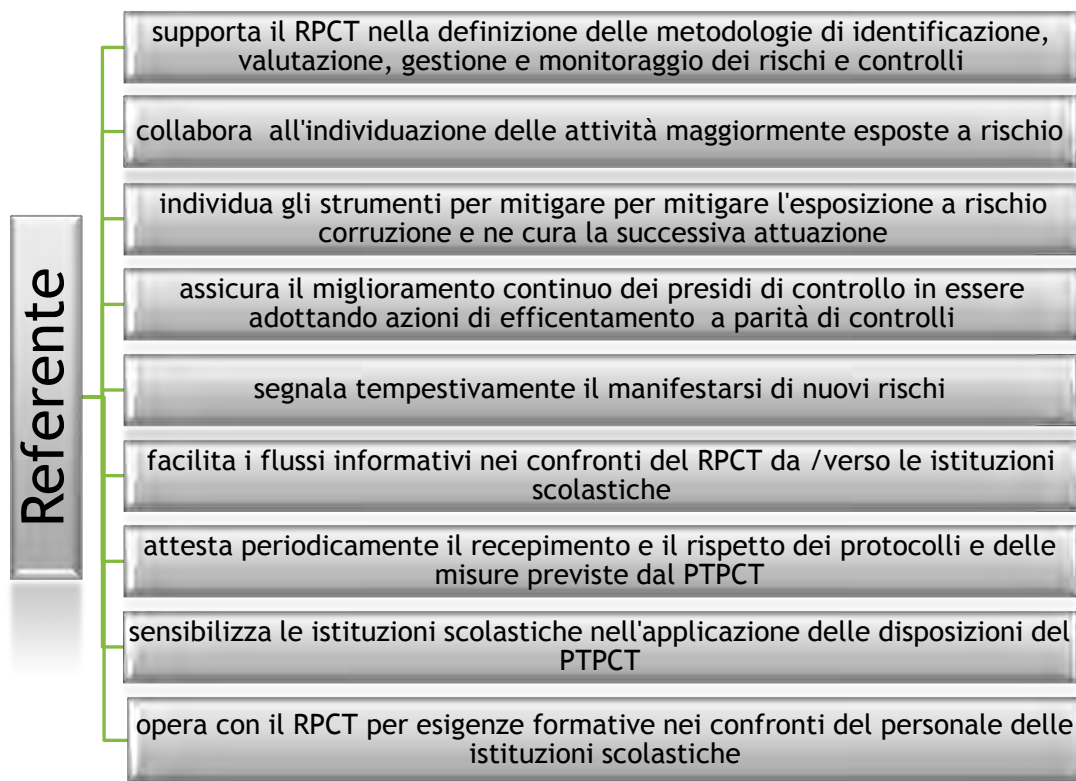 Referente
supporta il RPCT nella definizione delle metodologie di identificazione,
valutazione, gestione e monitoraggio dei rischi e controlli
collabora all'individuazione delle attività maggiormente esposte a rischio
individua gli strumenti per mitigare per mitigare l'esposizione a rischio
corruzione e ne cura la successiva attuazione
assicura il miglioramento continuo dei presidi di controllo in essere
adottando azioni di efficentamento a parità di controlli
segnala tempestivamente il manifestarsi di nuovi rischi
facilita i flussi informativi nei confronti del RPCT da /verso le istituzioni
scolastiche
attesta periodicamente il recepimento e il rispetto dei protocolli e delle
misure previste dal PTPCT
sensibilizza le istituzioni scolastiche nell'applicazione delle disposizioni del
PTPCT
opera con il RPCT per esigenze formative nei confronti del personale delle
istituzioni scolastiche